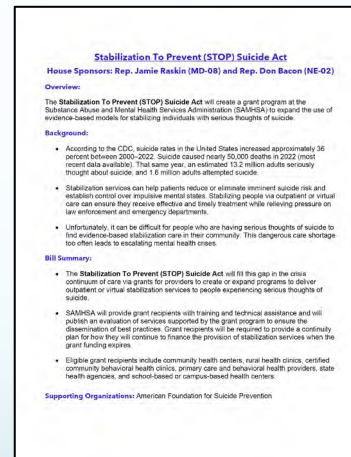 Stabilization To Prevent (STOP) Suicide Act
House Sponsors: Rep. Jamie Raskin (MD-08) and Rep. Don Bacon (NE-02)
Overview:
The Stabilization To Prevent (STOP) Suicide Act will create a grant program at the
Substance Abuse and Mental Health Services Administration (SAMHSA) to expand the use of
evidence-based models for stabilizing individuals with serious thoughts of suicide.
Background:
• According to the CDC, suicide rates in the United States increased approximately 36
percent between 2000–2022. Suicide caused nearly 50,000 deaths in 2022 (most
recent data available). That same year, an estimated 13.2 million adults seriously
thought about suicide, and 1.6 million adults attempted suicide.
• Stabilization services can help patients reduce or eliminate imminent suicide risk and
establish control over impulsive mental states. Stabilizing people via outpatient or virtual
care can ensure they receive effective and timely treatment while relieving pressure on
law enforcement and emergency departments.
• Unfortunately, it can be difficult for people who are having serious thoughts of suicide to
find evidence-based stabilization care in their community. This dangerous care shortage
too often leads to escalating mental health crises.
Bill Summary:
• The Stabilization To Prevent (STOP) Suicide Act will fill this gap in the crisis
continuum of care via grants for providers to create or expand programs to deliver
outpatient or virtual stabilization services to people experiencing serious thoughts of
suicide.
• SAMHSA will provide grant recipients with training and technical assistance and will
publish an evaluation of services supported by the grant program to ensure the
dissemination of best practices. Grant recipients will be required to provide a continuity
plan for how they will continue to finance the provision of stabilization services when the
grant funding expires.
• Eligible grant recipients include community health centers, rural health clinics, certified
community behavioral health clinics, primary care and behavioral health providers, state
health agencies, and school-based or campus-based health centers.
Supporting Organizations: American Foundation for Suicide Prevention